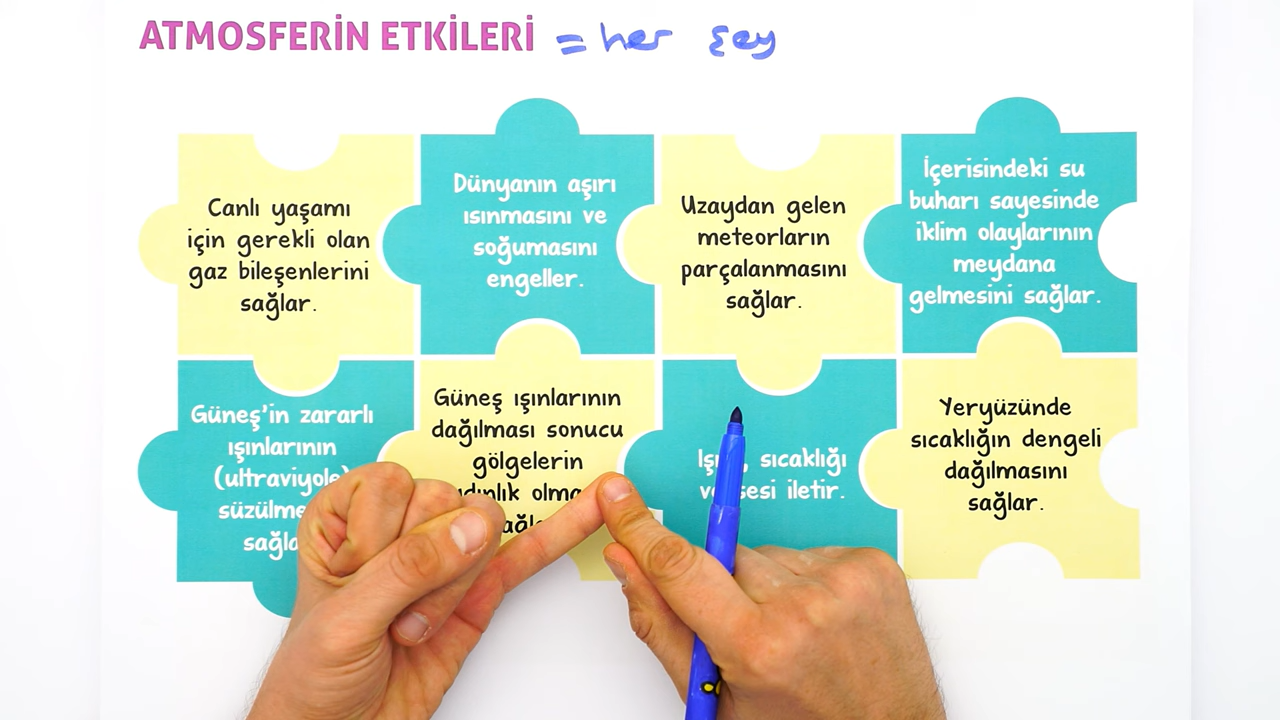 ATMOSFERİN ETKİLERİ = her şey
Canlı yaşamı
için gerekli olan
gaz bileşenlerini
sağlar.
Dünyanın aşırı
ısınmasını ve
soğumasını
engeller.
Uzaydan gelen
meteorların
parçalanmasını
sağlar.
İçerisindeki su
buharı sayesinde
iklim olaylarının
meydana
gelmesini sağlar.
Güneş'in zararlı
ışınlarının
(ultraviyole)
Güneş ışınlarının
dağılması sonucu
gölgelerin
sıcaklığı
iletir.
Yeryüzünde
sıcaklığın dengeli
dağılmasını
sağlar.